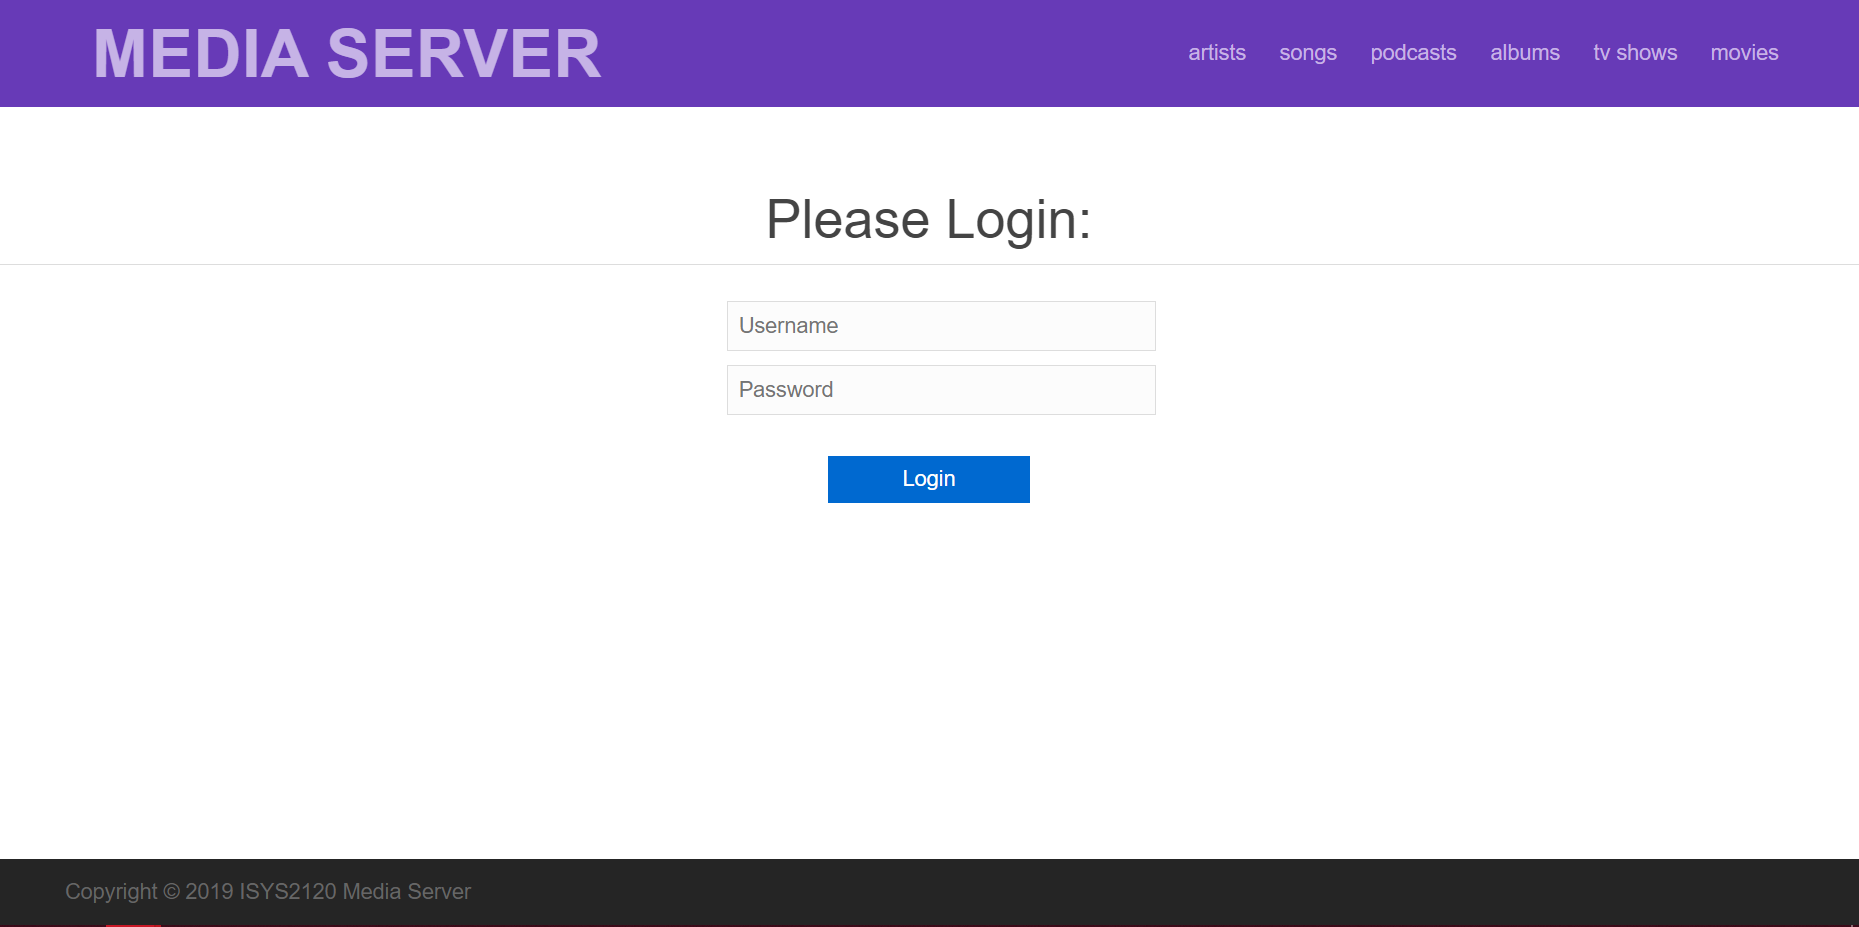 MEDIA SERVER
artists songs podcasts albums tv shows movies
Please Login:
Username
Password
Login
Copyright © 2019 ISYS2120 Media Server